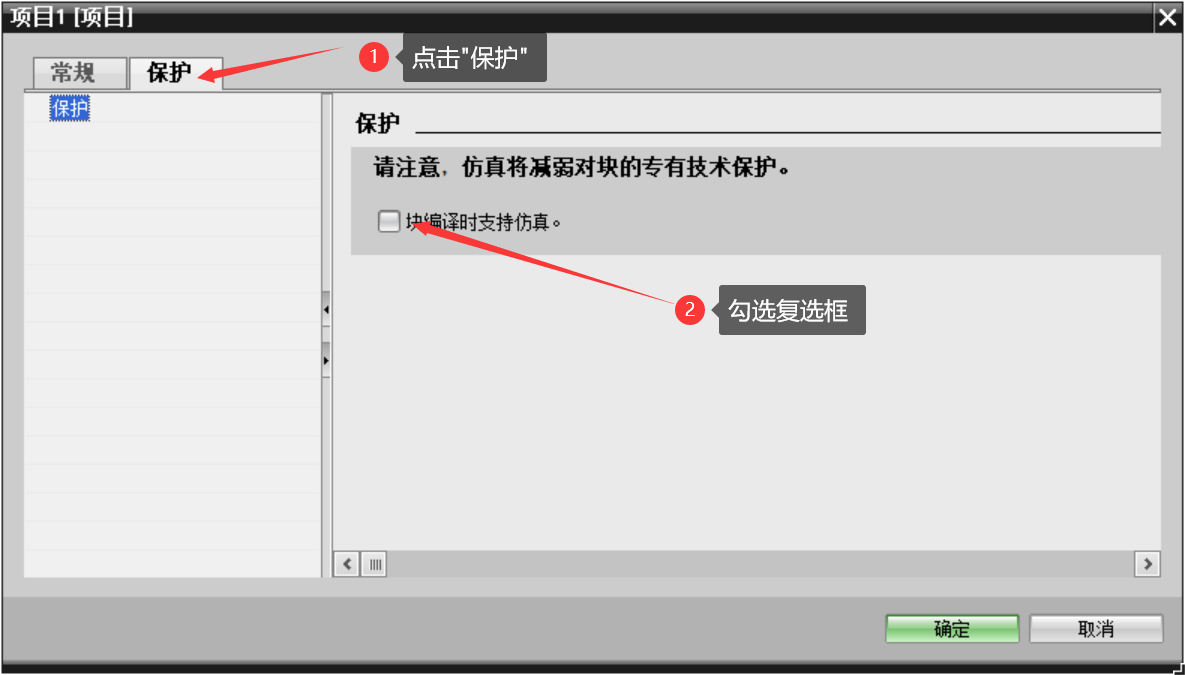 项目1 [项目]
常规
保护
1
点击"保护"
保护
保护
请注意，仿真将减弱对块的专有技术保护。
块编译时支持仿真。
2
勾选复选框
确定
取消